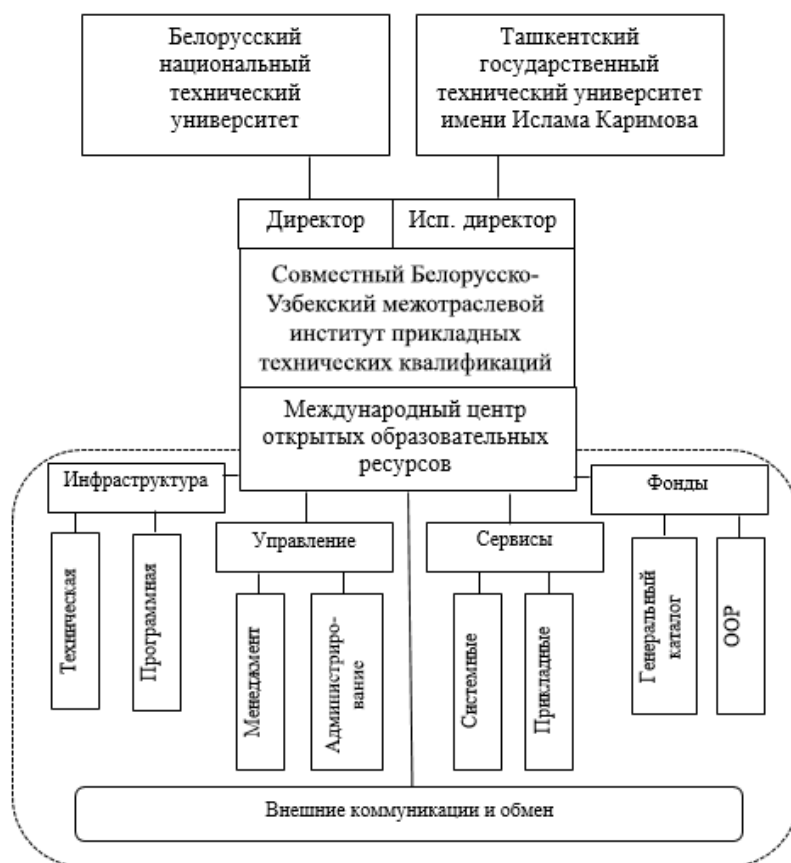 Белорусский
национальный
технический
университет
Ташкентский
государственный
технический университет
имени Ислама Каримова
Директор
Исп. директор
Совместный Белорусско-
Узбекский межотраслевой
институт прикладных
технических квалификаций
Международный центр
открытых образовательных
ресурсов
Инфраструктура
Фонды
Управление
Сервисы
Техническая
Программная
Менеджмент
Администриро-
вание
Системные
Прикладные
Генеральный
каталог
ООР
Внешние коммуникации и обмен